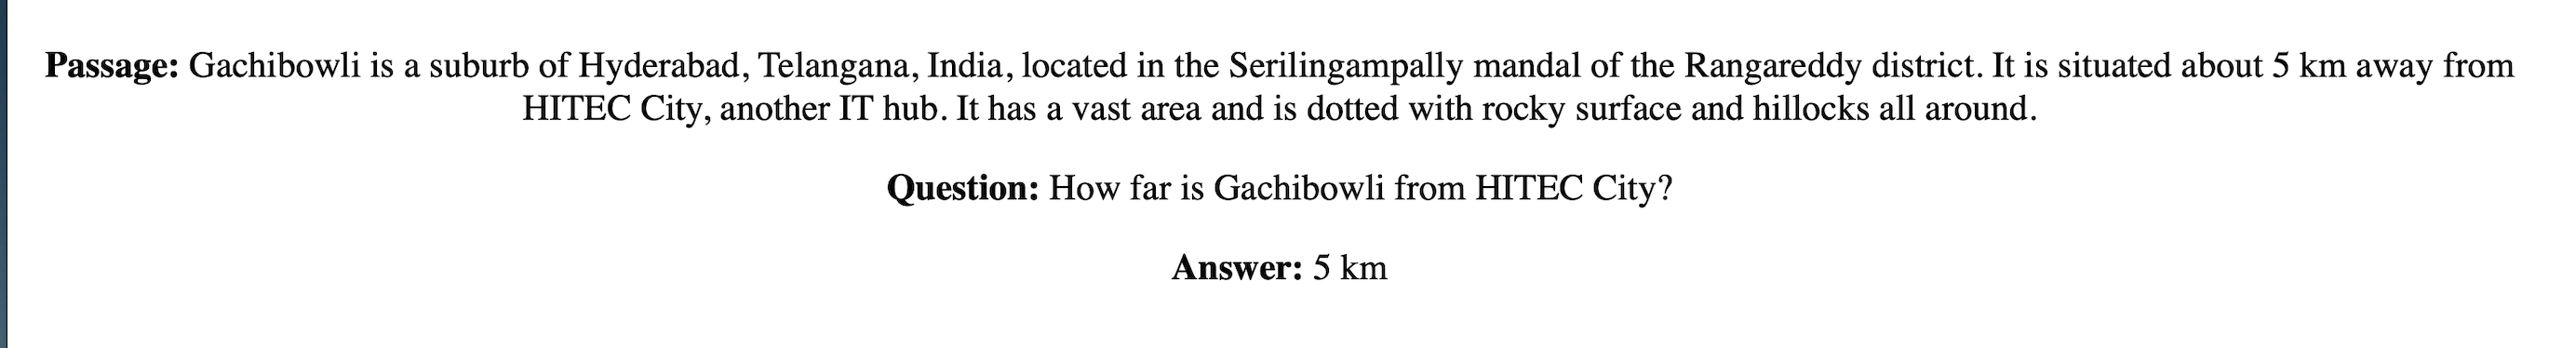 Passage: Gachibowli is a suburb of Hyderabad, Telangana, India, located in the Serilingampally mandal of the Rangareddy district. It is situated about 5 km away from
HITEC City, another IT hub. It has a vast area and is dotted with rocky surface and hillocks all around.
Question: How far is Gachibowli from HITEC City?
Answer: 5 km